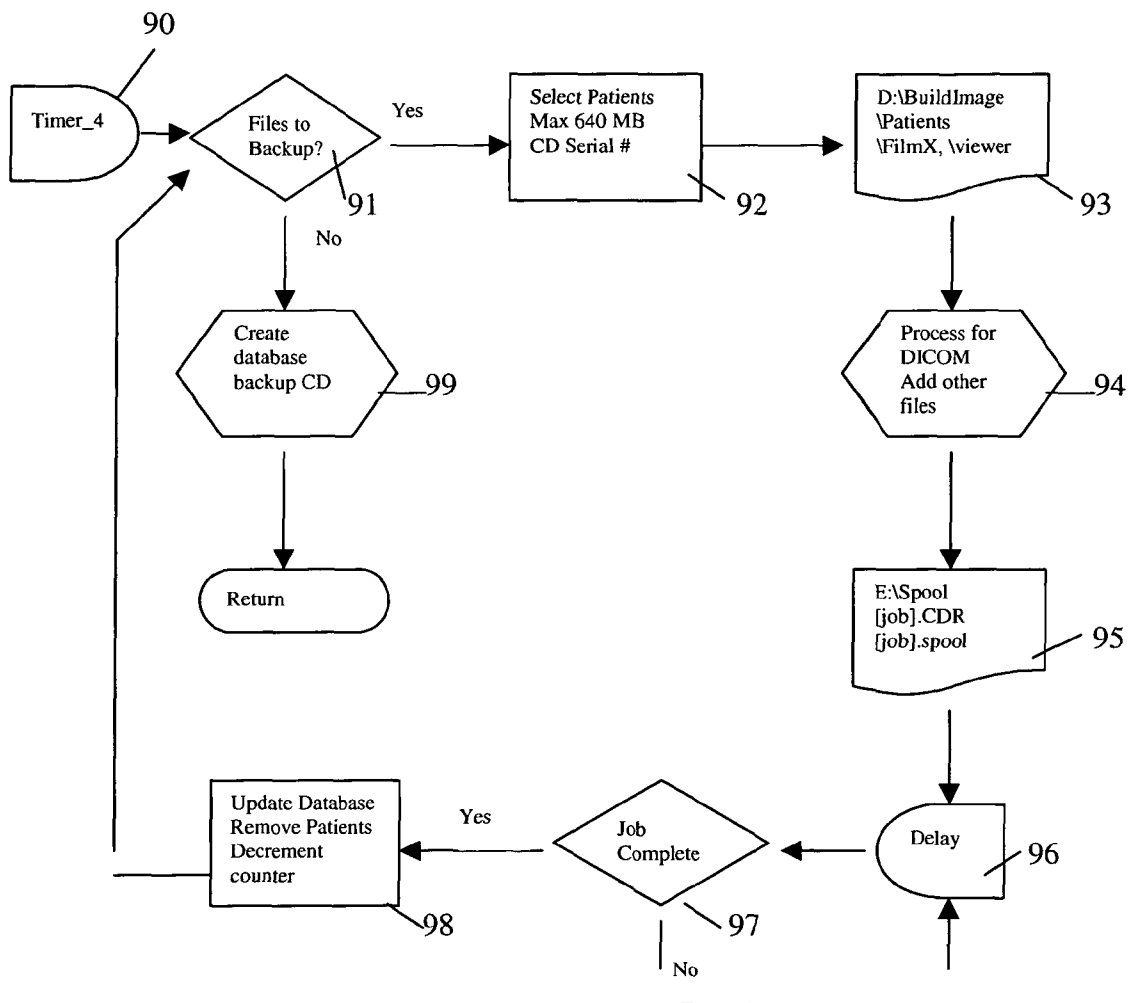 90
Timer_4
Files to
Backup?
91
Yes
Select Patients
Max 640 MB
CD Serial #
92
D:\BuildImage
\Patients
\FilmX, \viewer
93
No
Create
database
backup CD
99
Process for
DICOM
Add other
files
94
Return
E:\Spool
[job].CDR
[job].spool
95
Update Database
Remove Patients
Decrement
counter
98
Yes
Job
Complete
97
No
Delay
96